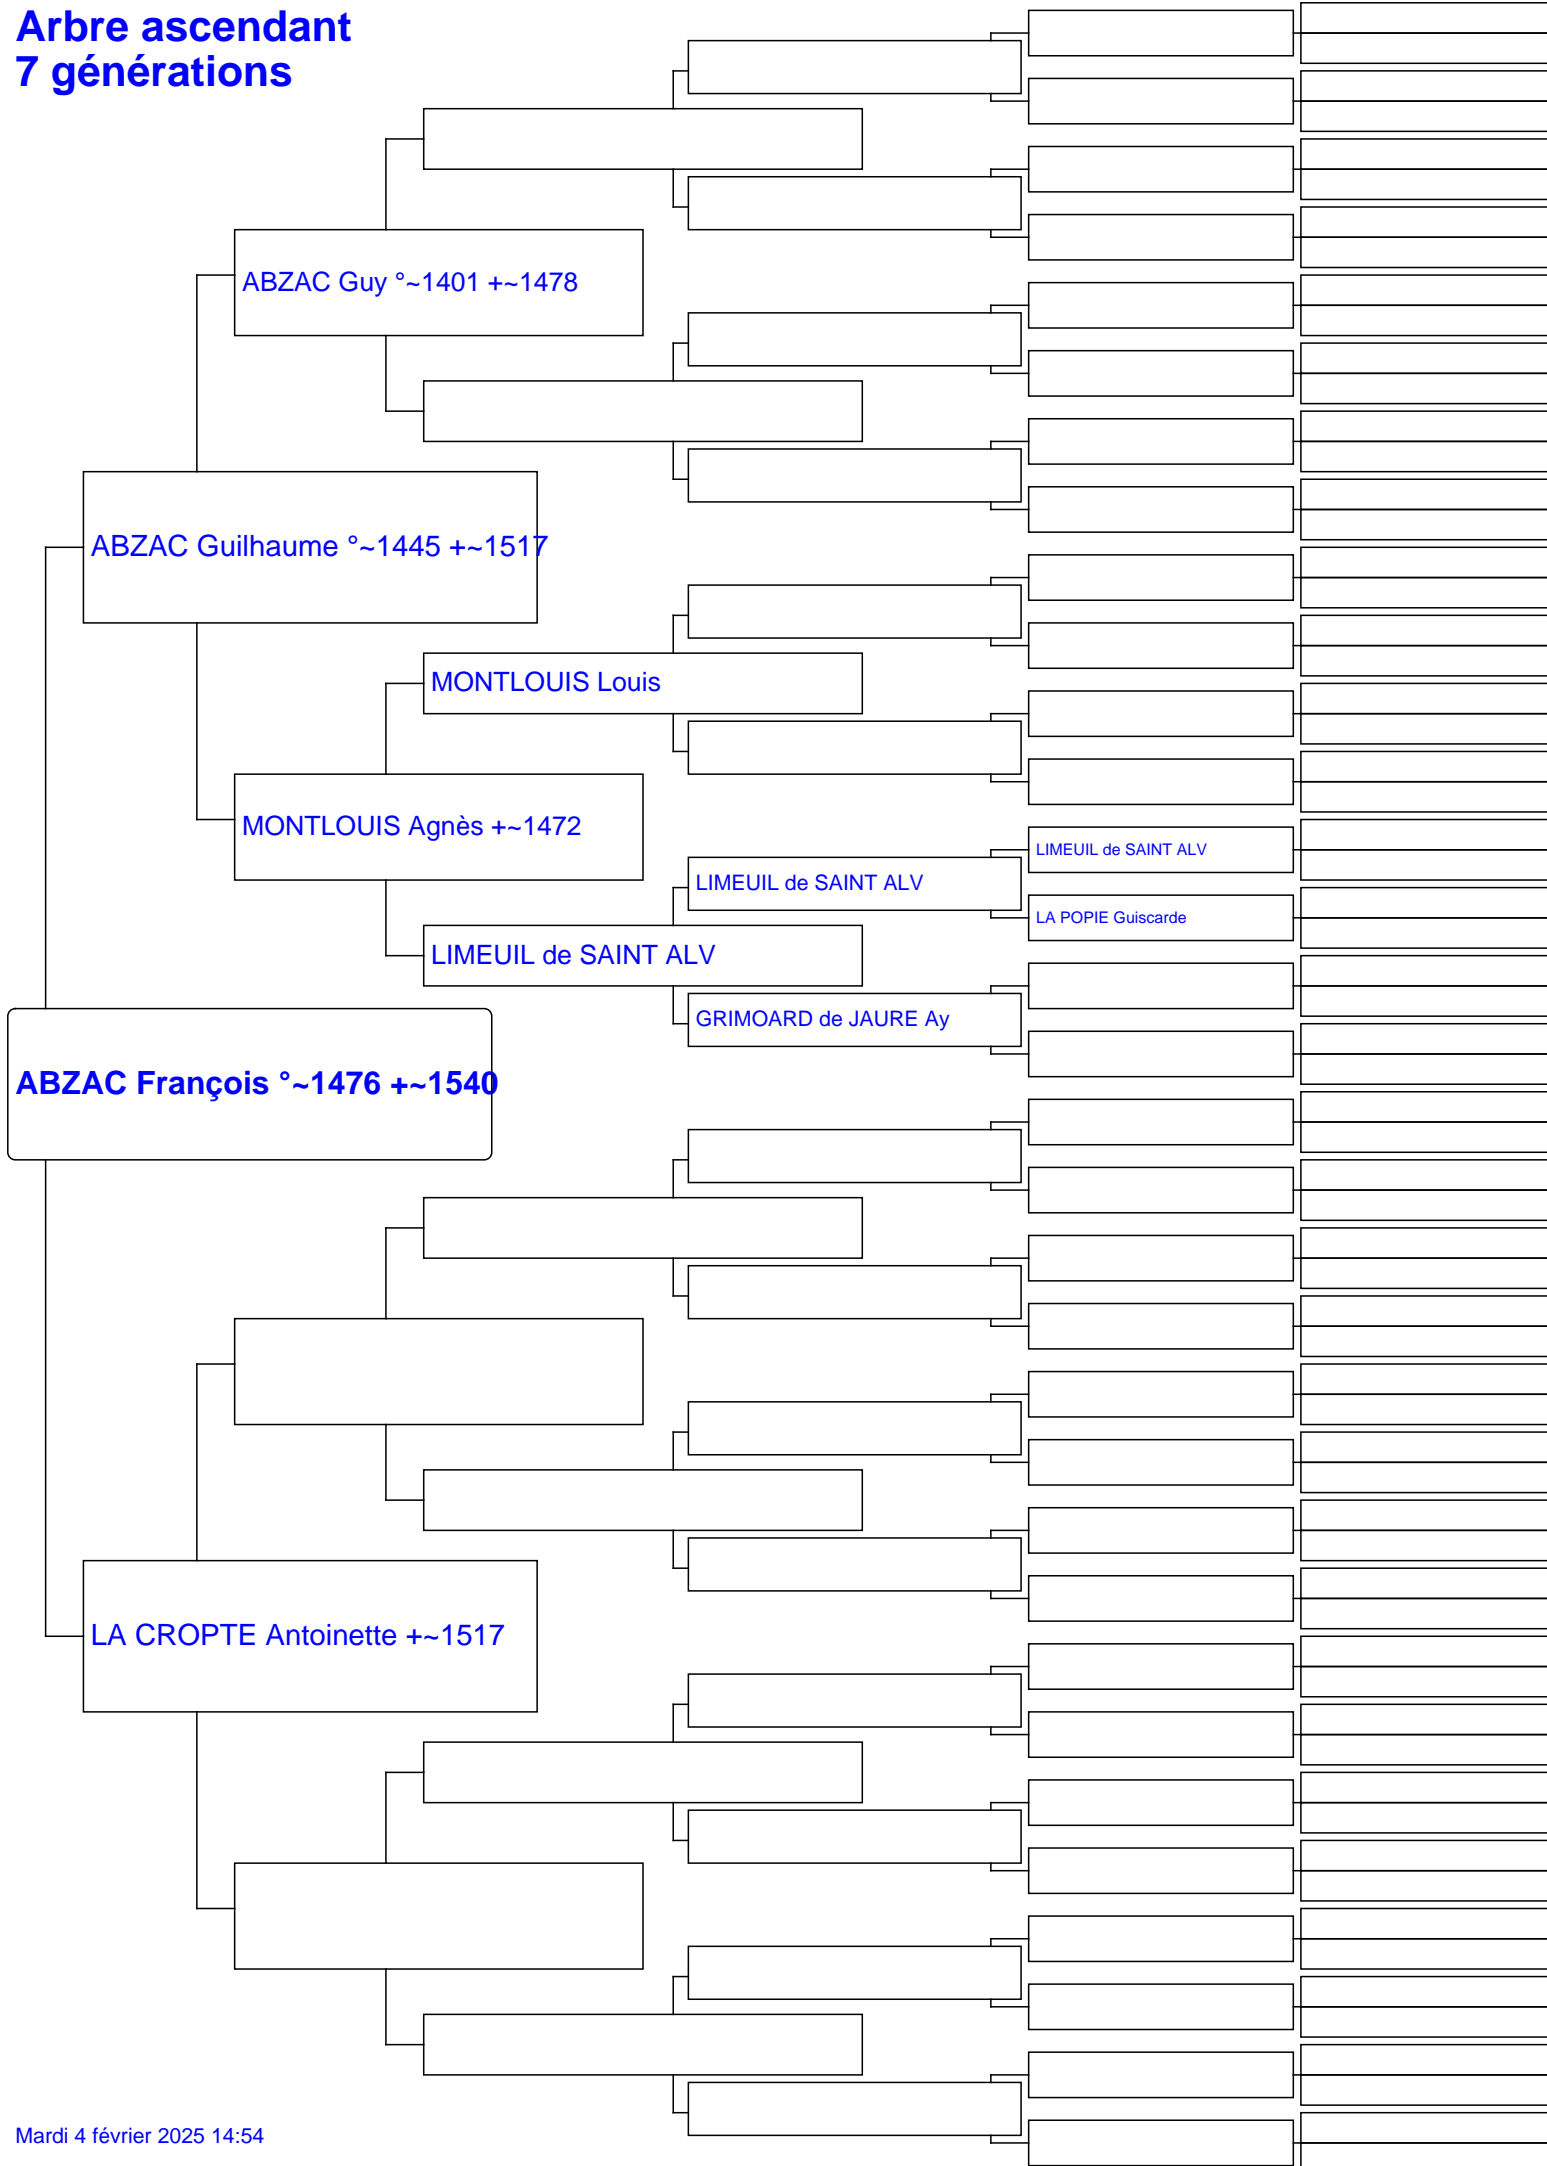 Arbre ascendant
7 générations
ABZAC Guy °~1401 +~1478
ABZAC Guilhaume °~1445 +~1517
MONTLOUIS Louis
MONTLOUIS Agnès +~1472
LIMEUIL de SAINT ALV
LIMEUIL de SAINT ALV
LA POPIE Guiscarde
LIMEUIL de SAINT ALV
GRIMOARD de JAURE Ay
ABZAC François °~1476 +~1540
LA CROPTE Antoinette +~1517
Mardi 4 février 2025 14:54